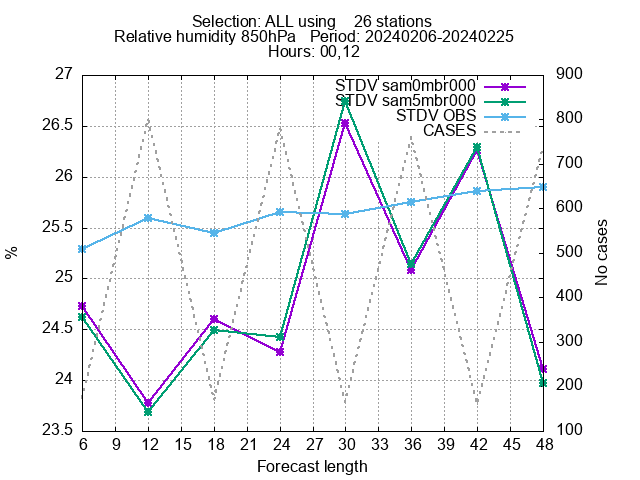 Selection: ALL using 26 stations
Relative humidity 850hPa Period: 20240206-20240225
Hours: 00,12
STDV sam0mbr000
STDV sam5mbr000
STDV OBS
CASES
27
26.5
26
25.5
25
24.5
24
23.5
%
900
800
700
600
500
400
300
200
100
No cases
6 9 12 15 18 21 24 27 30 33 36 39 42 45 48
Forecast length